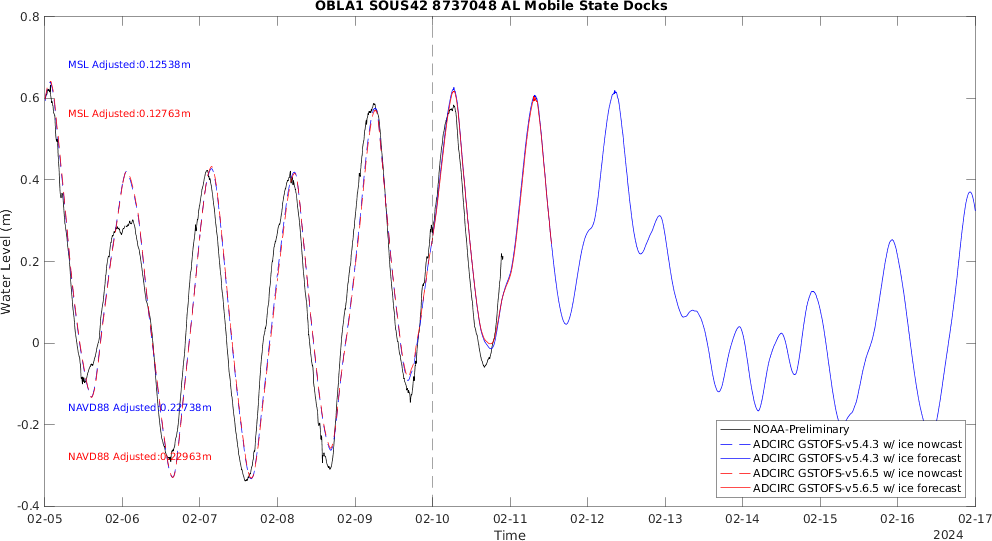 OBLA1 SOUS42 8737048 AL Mobile State Docks
0.8
0.6
0.4
0.2
0
-0.2
-0.4
Water Level (m)
MSL Adjusted:0.12538m
MSL Adjusted:0.12763m
NAVD88 Adjusted:0.22738m
NAVD88 Adjusted:0.22963m
NOAA-Preliminary
ADCIRC GSTOFS-v5.4.3 w/ ice nowcast
ADCIRC GSTOFS-v5.4.3 w/ ice forecast
ADCIRC GSTOFS-v5.6.5 w/ ice nowcast
ADCIRC GSTOFS-v5.6.5 w/ ice forecast
02-05 02-06 02-07 02-08 02-09 02-10 02-11 02-12 02-13 02-14 02-15 02-16 02-17
Time
2024